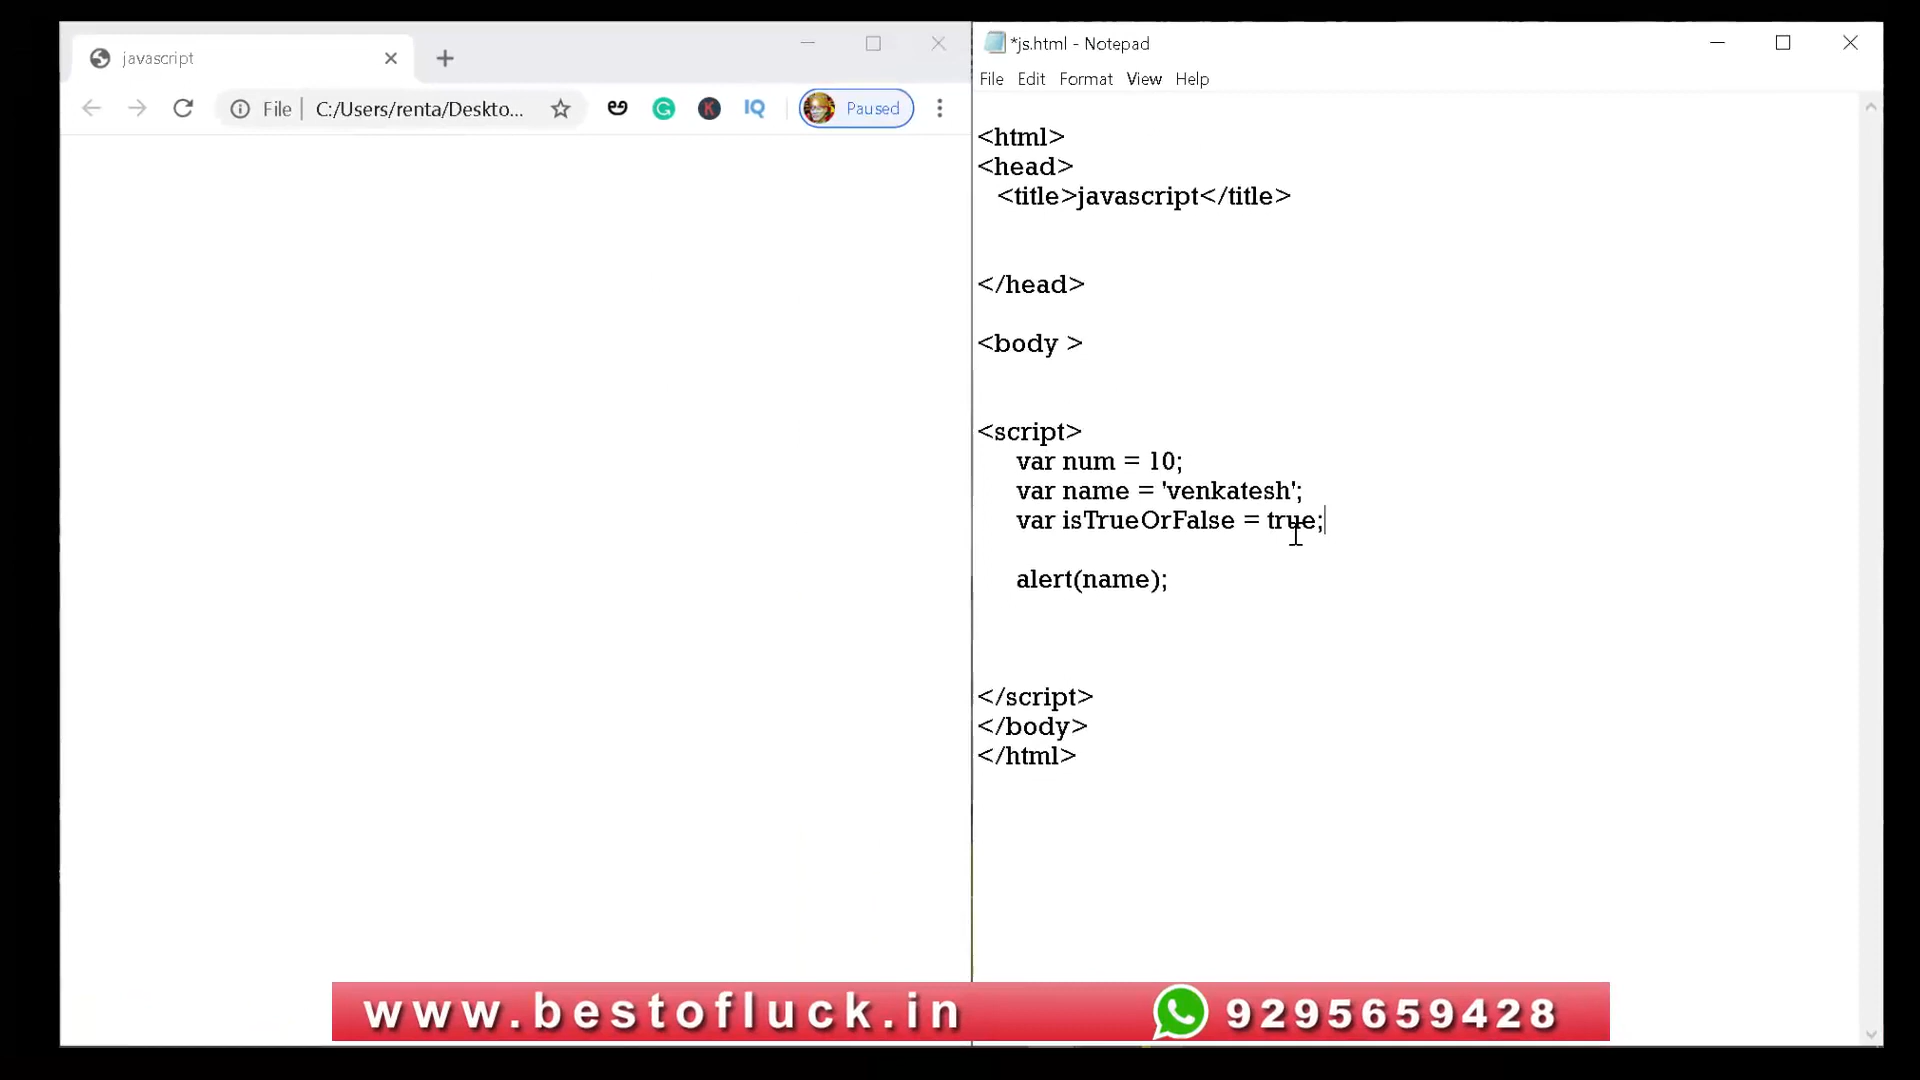 javascript
File
C:/Users/renta/Deskto...
IQ
Paused
*js.html - Notepad
File Edit Format View Help
<html>
<head>
<title>javascript</title>
</head>
<body >
<script>
var num = 10;
var name = 'venkatesh';
var isTrueOrFalse = true;
alert(name);
</script>
</body>
</html>
www.bestofluck.in
9295659428